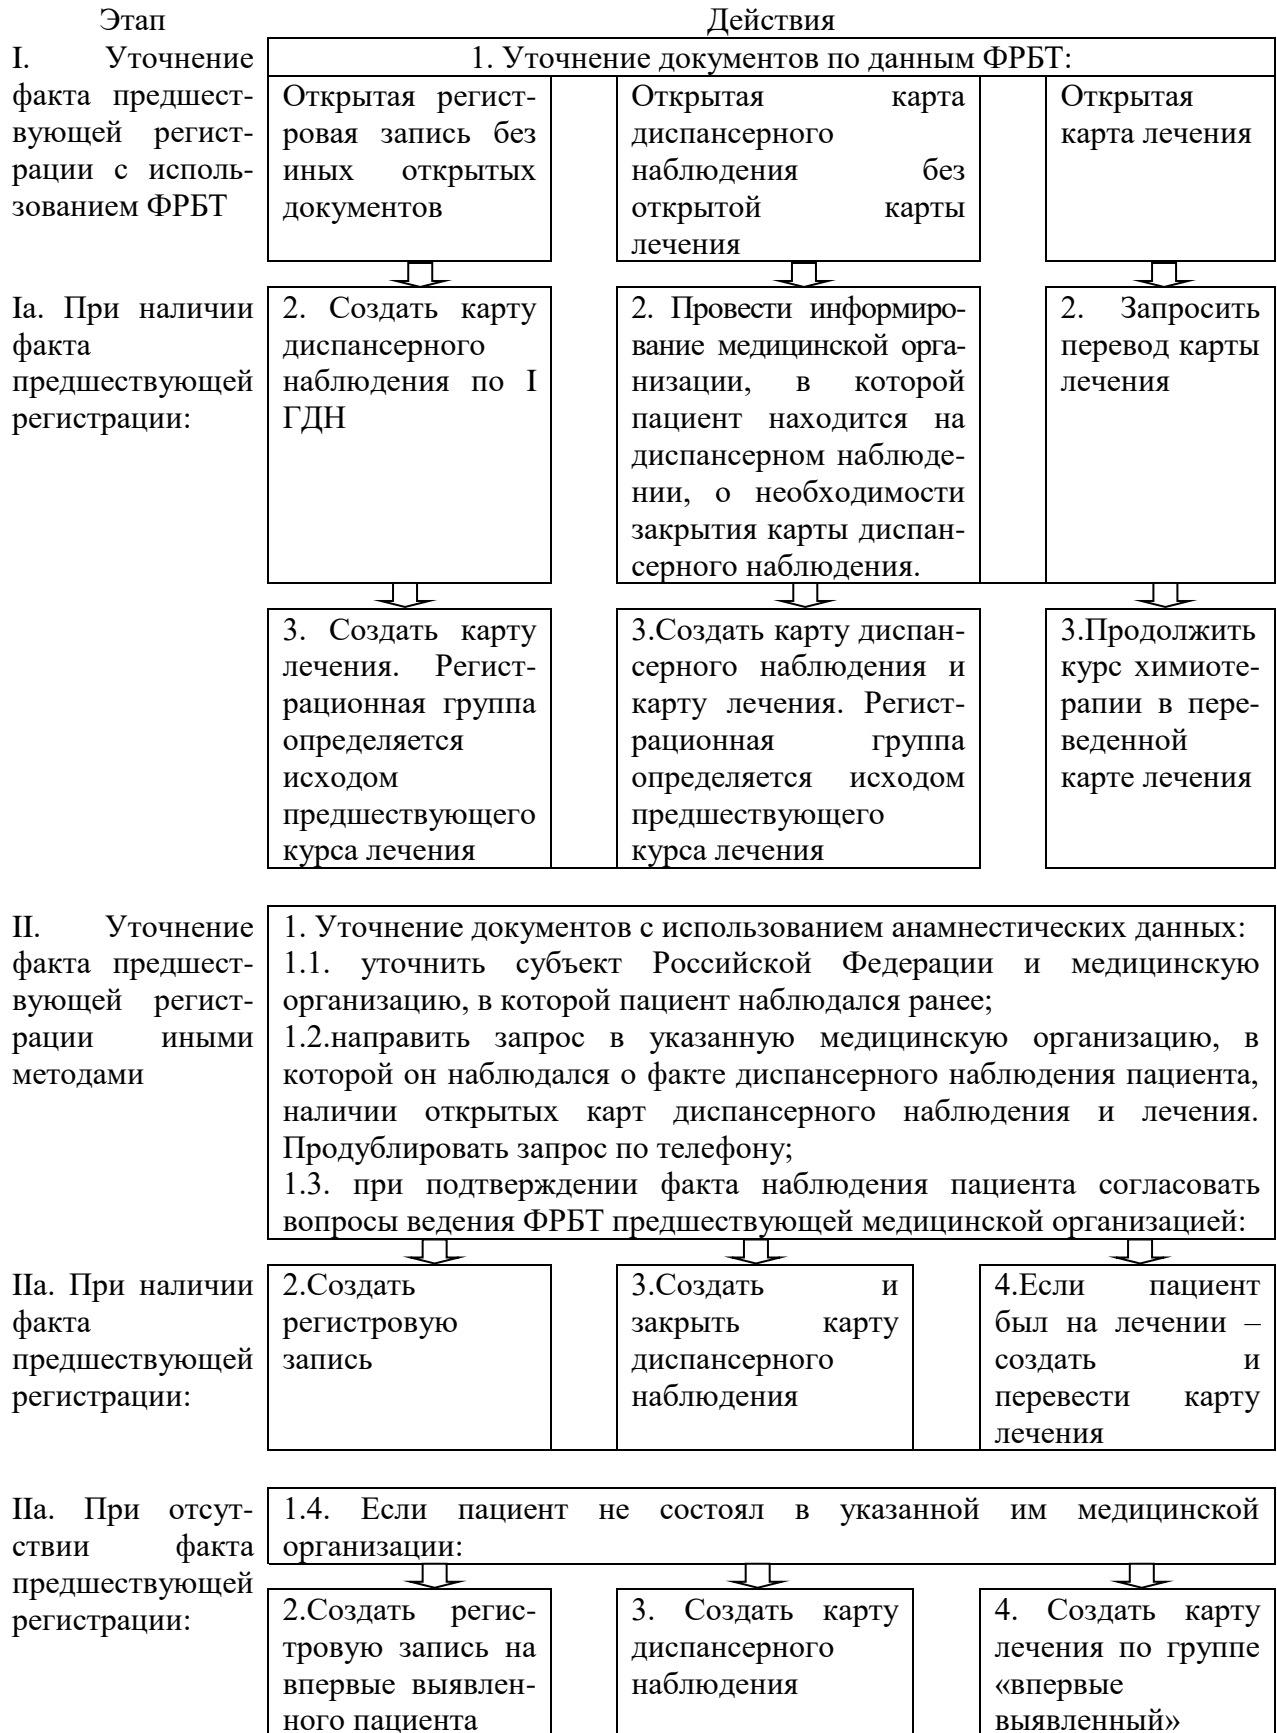 Этап
Действия
I. Уточнение
факта предшест-
вующей регист-
рации с исполь-
зованием ФРБТ
1. Уточнение документов по данным ФРБТ:
Открытая регист-
ровая запись без
иных открытых
документов
Открытая карта
диспансерного
наблюдения без
открытой карты
лечения
Открытая
карта лечения
Iа. При наличии
факта
предшествующей
регистрации:
2. Создать карту
диспансерного
наблюдения по I
ГДН
2. Провести информиро-
вание медицинской орга-
низации, в которой
пациент находится на
диспансерном наблюде-
нии, о необходимости
закрытия карты диспан-
серного наблюдения.
2. Запросить
перевод карты
лечения
3. Создать карту
лечения. Регист-
рационная группа
определяется
исходом
предшествующего
курса лечения
3.Создать карту диспан-
серного наблюдения и
карту лечения. Регист-
рационная группа
определяется исходом
предшествующего
курса лечения
3.Продолжить
курс химиоте-
рапии в пере-
веденной
карте лечения
II. Уточнение
факта предшест-
вующей регист-
рации иными
методами
1. Уточнение документов с использованием анамнестических данных:
1.1. уточнить субъект Российской Федерации и медицинскую
организацию, в которой пациент наблюдался ранее;
1.2.направить запрос в указанную медицинскую организацию, в
которой он наблюдался о факте диспансерного наблюдения пациента,
наличии открытых карт диспансерного наблюдения и лечения.
Продублировать запрос по телефону;
1.3. при подтверждении факта наблюдения пациента согласовать
вопросы ведения ФРБТ предшествующей медицинской организацией:
IIа. При наличии
факта
предшествующей
регистрации:
2.Создать
регистровую
запись
3.Создать и
закрыть карту
диспансерного
наблюдения
4.Если пациент
был на лечении –
создать и
перевести карту
лечения
IIа. При отсут-
ствии факта
предшествующей
регистрации:
1.4. Если пациент не состоял в указанной им медицинской
организации:
2.Создать регис-
тровую запись на
впервые выявлен-
ного пациента
3. Создать карту
диспансерного
наблюдения
4. Создать карту
лечения по группе
«впервые
выявленный»